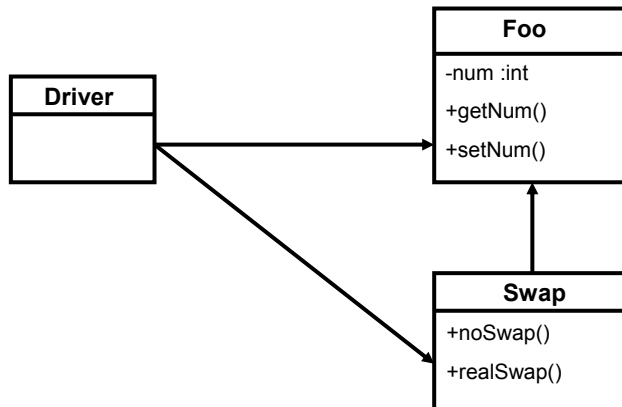 Driver
Foo
-num :int
+getNum()
+setNum()
Swap
+noSwap()
+realSwap()